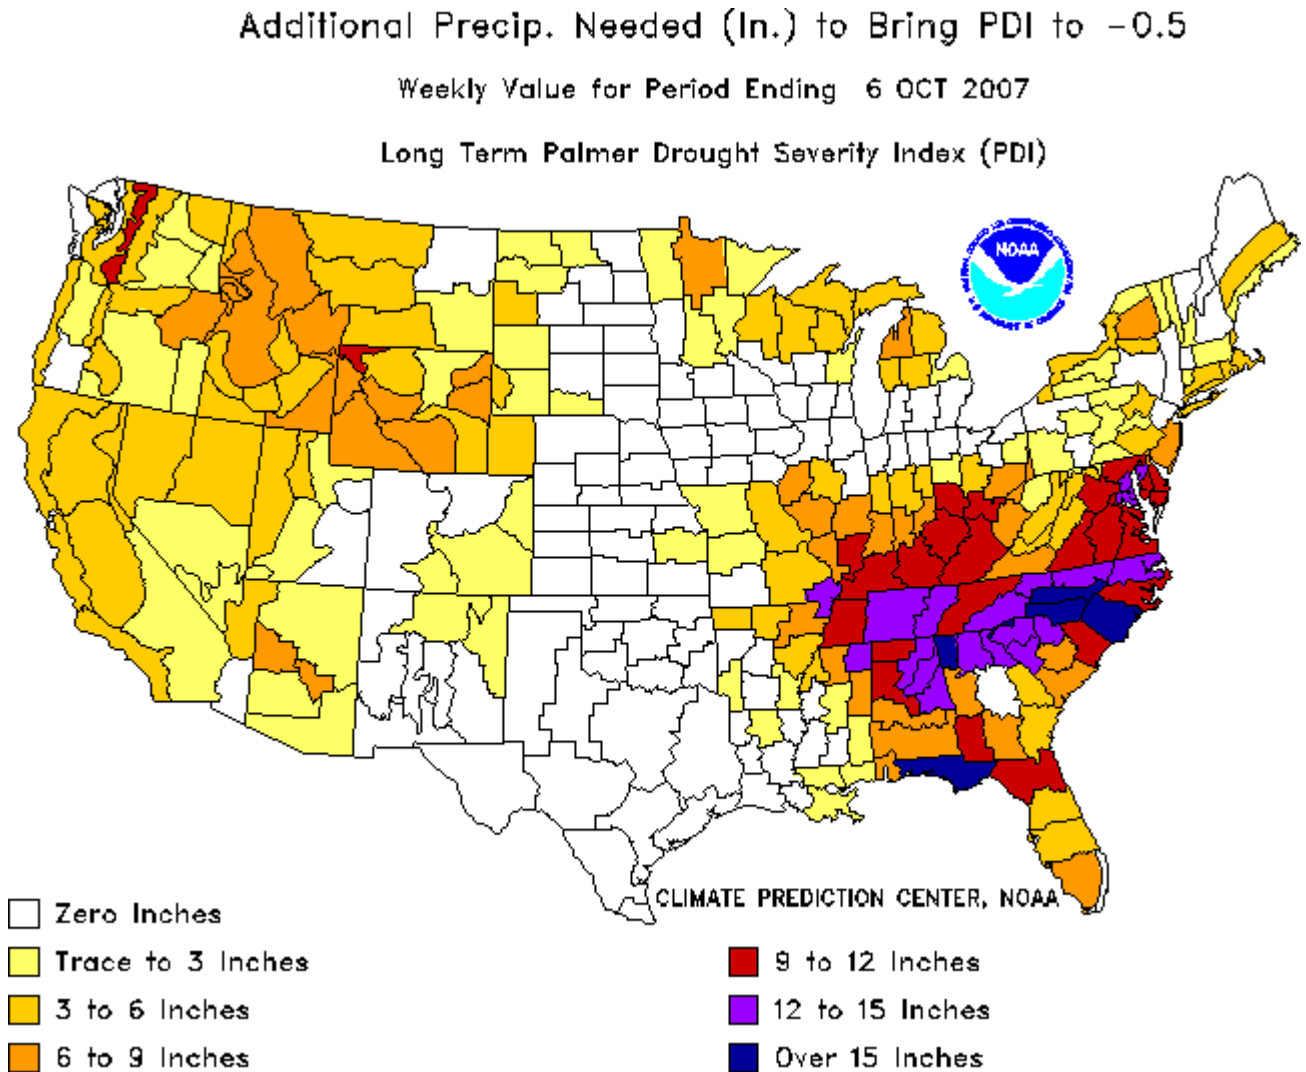 Additional Precip. Needed (In.) to Bring PDI to -0.5
Weekly Value for Period Ending 6 OCT 2007
Long Term Palmer Drought Severity Index (PDI)
NOAA
CLIMATE PREDICTION CENTER, NOAA
Zero Inches
Trace to 3 Inches
3 to 6 Inches
6 to 9 Inches
9 to 12 Inches
12 to 15 Inches
Over 15 Inches